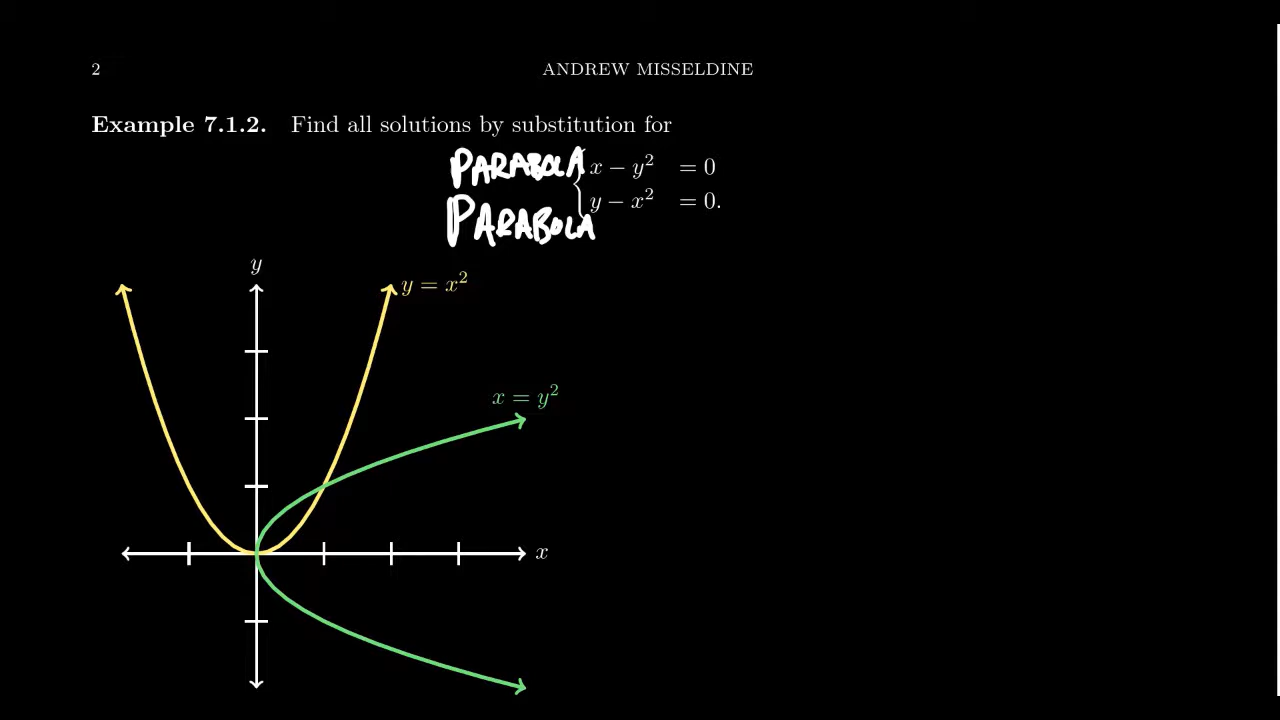 2 ANDREW MISSELDINE
Example 7.1.2. Find all solutions by substitution for
PARABOLA { x − y² = 0
PARABOLA y − x² = 0.
y
y = x²
x = y²
x